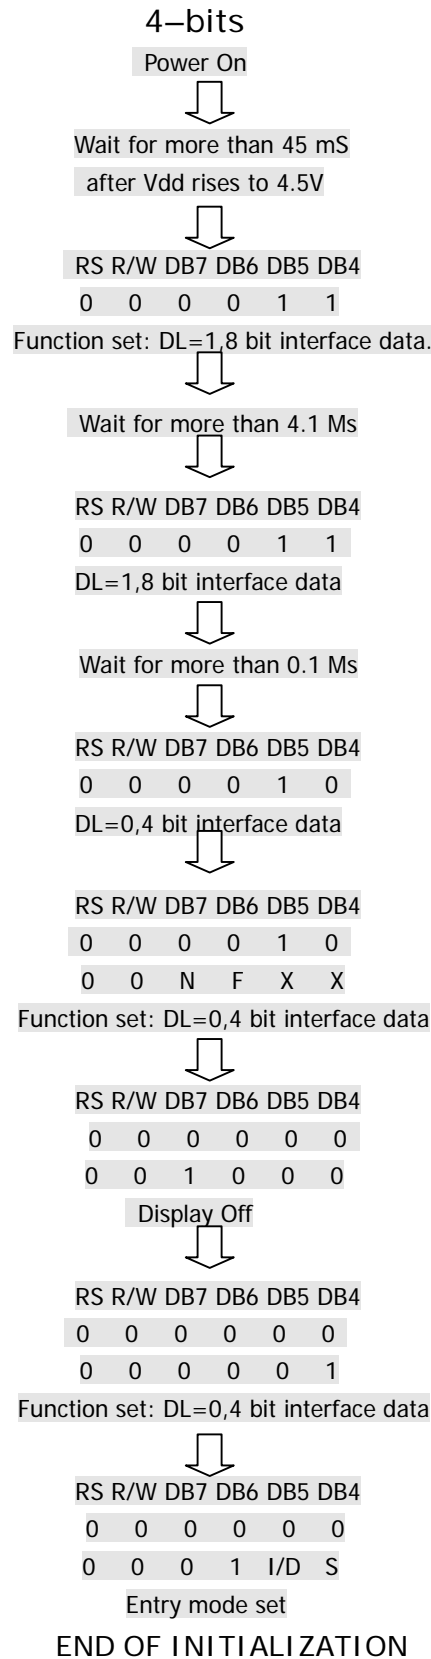 4–bits
Power On
Wait for more than 45 mS
after Vdd rises to 4.5V
RS R/W DB7 DB6 DB5 DB4
0 0 0 0 1 1
Function set: DL=1,8 bit interface data.
Wait for more than 4.1 Ms
RS R/W DB7 DB6 DB5 DB4
0 0 0 0 1 1
DL=1,8 bit interface data
Wait for more than 0.1 Ms
RS R/W DB7 DB6 DB5 DB4
0 0 0 0 1 0
DL=0,4 bit interface data
RS R/W DB7 DB6 DB5 DB4
0 0 0 0 1 0
0 0 N F X X
Function set: DL=0,4 bit interface data
RS R/W DB7 DB6 DB5 DB4
0 0 0 0 0 0
0 0 1 0 0 0
Display Off
RS R/W DB7 DB6 DB5 DB4
0 0 0 0 0 0
0 0 0 0 0 1
Function set: DL=0,4 bit interface data
RS R/W DB7 DB6 DB5 DB4
0 0 0 0 0 0
0 0 0 1 I/D S
Entry mode set
END OF INITIALIZATION